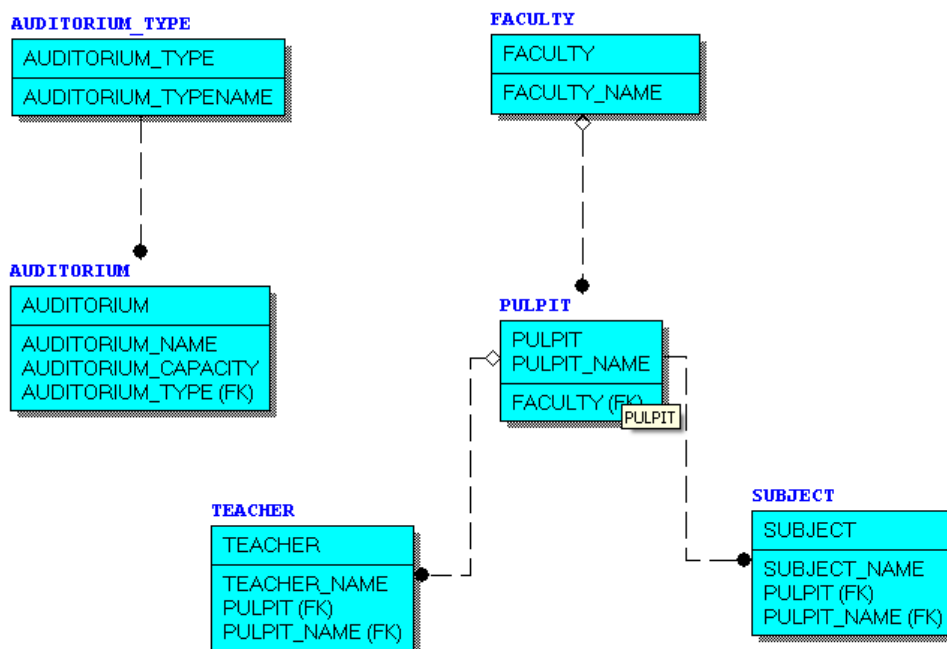 AUDITORIUM_TYPE
AUDITORIUM_TYPE
AUDITORIUM_TYPENAME
FACULTY
FACULTY
FACULTY_NAME
AUDITORIUM
AUDITORIUM
AUDITORIUM_NAME
AUDITORIUM_CAPACITY
AUDITORIUM_TYPE (FK)
PULPIT
PULPIT
PULPIT_NAME
FACULTY (FK)
PULPIT
TEACHER
TEACHER
TEACHER_NAME
PULPIT (FK)
PULPIT_NAME (FK)
SUBJECT
SUBJECT
SUBJECT_NAME
PULPIT (FK)
PULPIT_NAME (FK)